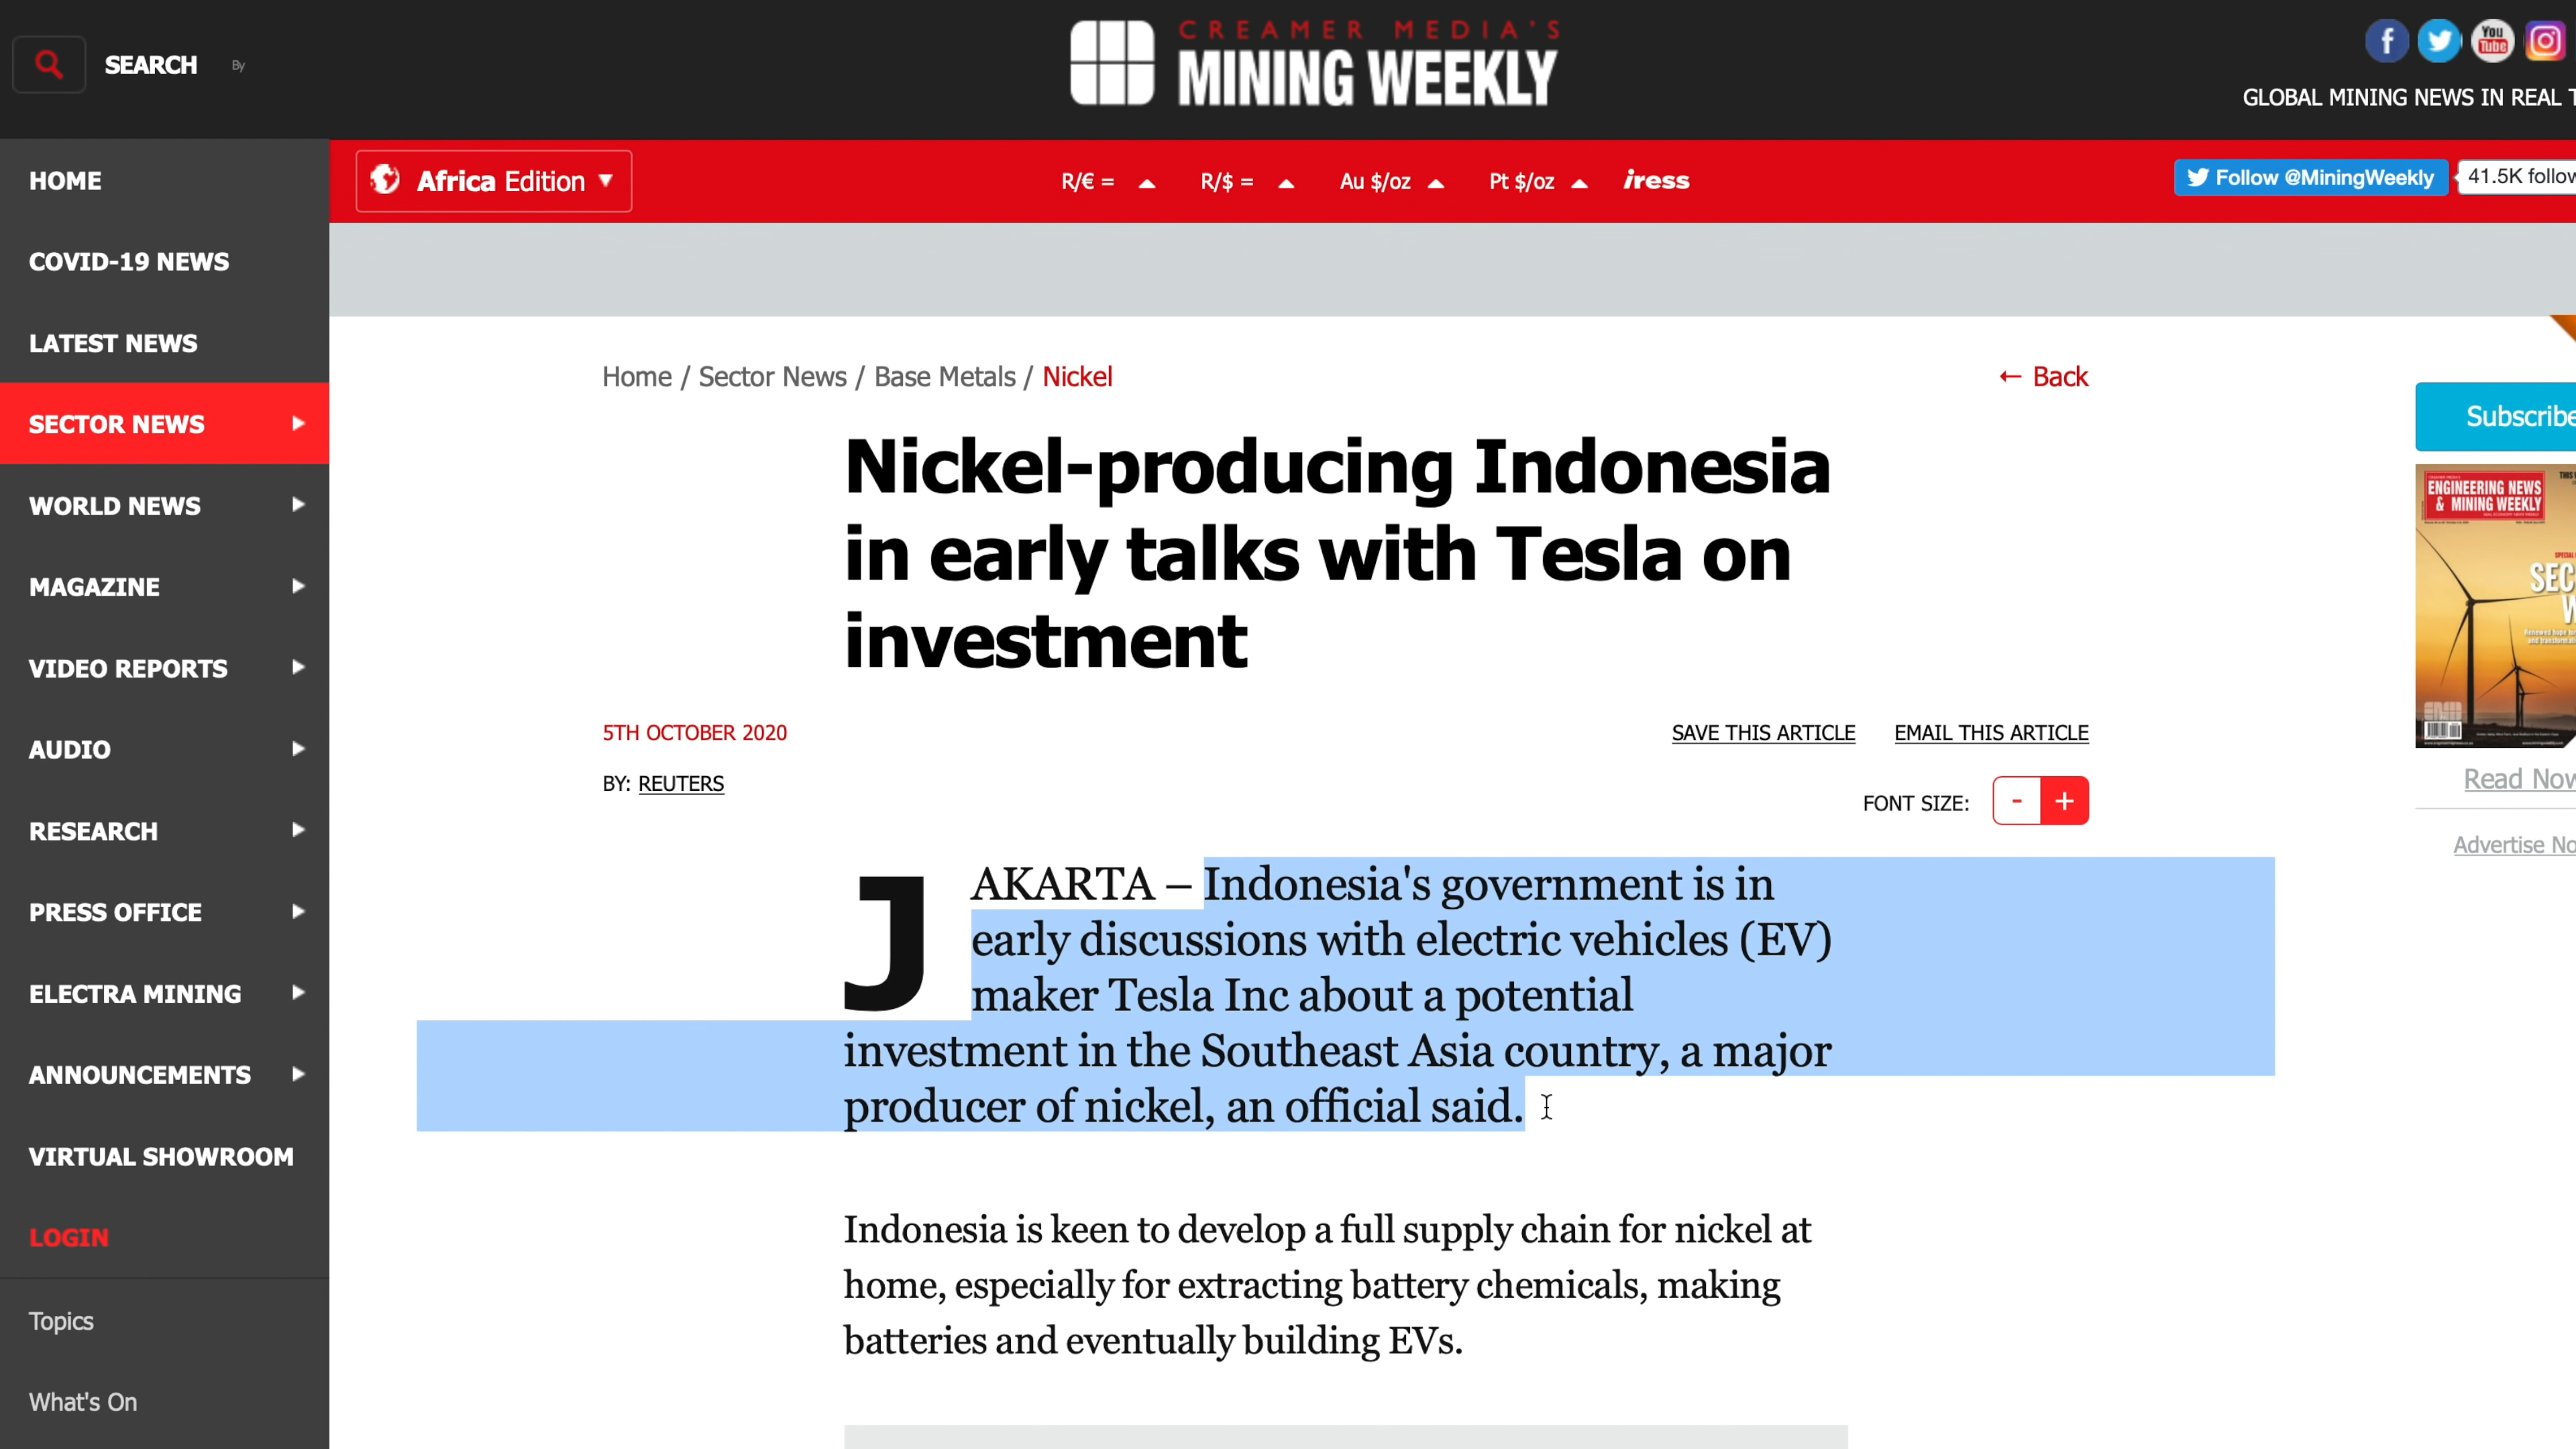 SEARCH
By
CREAMER MEDIA'S
MINING WEEKLY
You
Tube
GLOBAL MINING NEWS IN REAL T
Africa Edition
R/€ =
R/$ =
Au $/oz
Pt $/oz
iress
Follow @MiningWeekly
41.5K follow
HOME
COVID-19 NEWS
LATEST NEWS
SECTOR NEWS
WORLD NEWS
MAGAZINE
VIDEO REPORTS
AUDIO
RESEARCH
PRESS OFFICE
ELECTRA MINING
ANNOUNCEMENTS
VIRTUAL SHOWROOM
LOGIN
Topics
What's On
Home / Sector News / Base Metals / Nickel
← Back
Nickel-producing Indonesia
in early talks with Tesla on
investment
5TH OCTOBER 2020
SAVE THIS ARTICLE
EMAIL THIS ARTICLE
BY: REUTERS
FONT SIZE:
- +
JAKARTA – Indonesia's government is in
early discussions with electric vehicles (EV)
maker Tesla Inc about a potential
investment in the Southeast Asia country, a major
producer of nickel, an official said.
Indonesia is keen to develop a full supply chain for nickel at
home, especially for extracting battery chemicals, making
batteries and eventually building EVs.
Subscribe
ENGINEERING NEWS
& MINING WEEKLY
SEC
W
Read Now
Advertise No